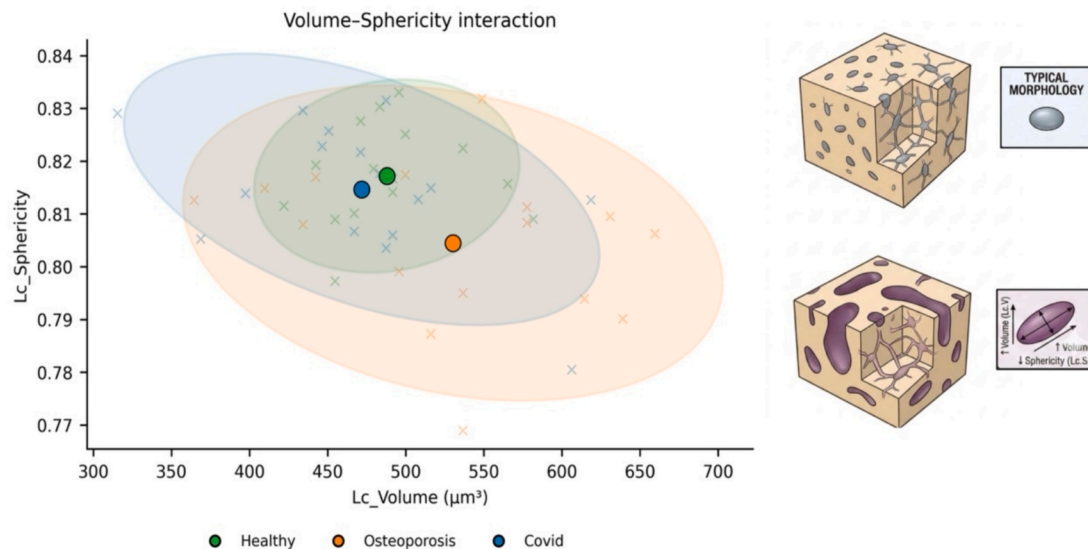 Volume–Sphericity interaction
0.84
0.83
0.82
0.81
0.80
0.79
0.78
0.77
Lc_Sphericity
300 350 400 450 500 550 600 650 700
Lc_Volume (µm³)
Healthy Osteoporosis Covid
TYPICAL
MORPHOLOGY
↑ Volume (Lc.V)
↑ Volum
↓ Sphericity (Lc.S